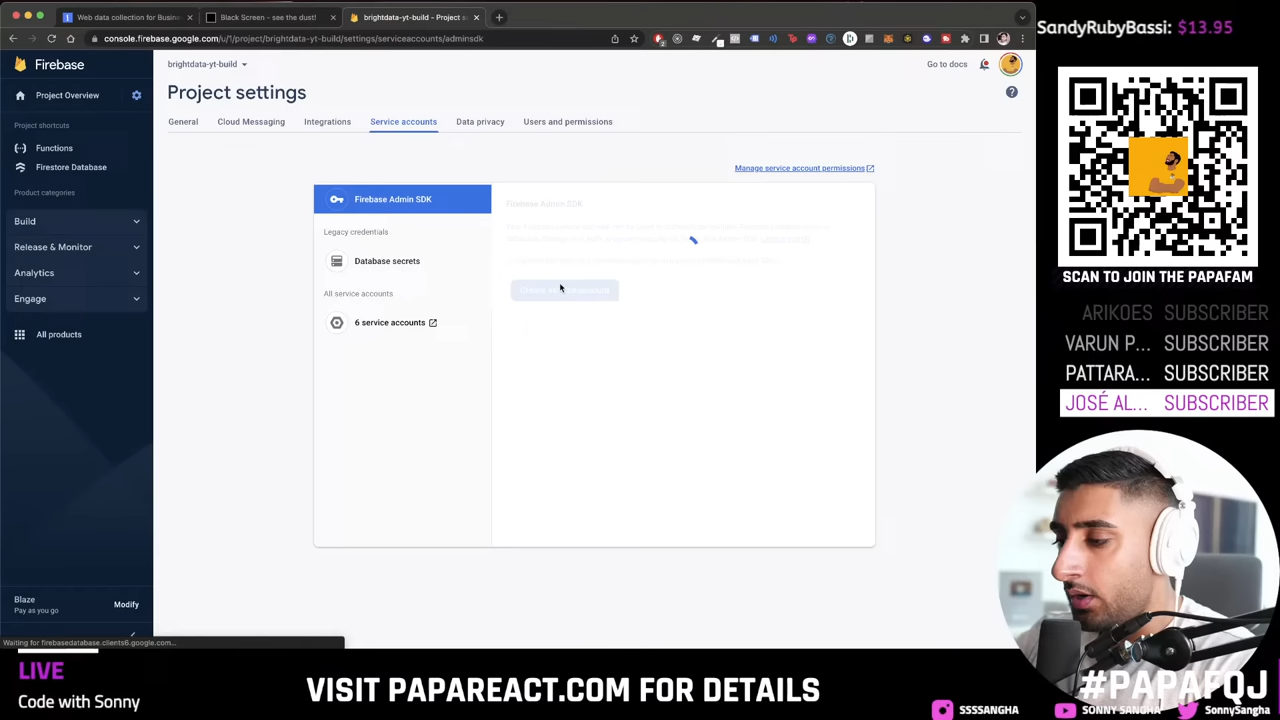 Web data collection for Busin
Black Screen - see the dust!
brightdata-yt-build - Project s
console.firebase.google.com/u/1/project/brightdata-yt-build/settings/serviceaccounts/adminsdk
SandyRubyBassi: $13.95
Firebase
brightdata-yt-build
Go to docs
Project Overview
Project settings
Project shortcuts
General
Cloud Messaging
Integrations
Service accounts
Data privacy
Users and permissions
Functions
Firestore Database
Manage service account permissions
Product categories
Build
Release & Monitor
Analytics
Engage
All products
Firebase Admin SDK
Firebase Admin SDK
Legacy credentials
Database secrets
All service accounts
6 service accounts
SCAN TO JOIN THE PAPAFAM
ARIKOES SUBSCRIBER
VARUN P... SUBSCRIBER
PATTARA... SUBSCRIBER
JOSÉ AL... SUBSCRIBER
Blaze
Pay as you go
Modify
Waiting for firebasedatabase.clients6.google.com...
LIVE
Code with Sonny
VISIT PAPAREACT.COM FOR DETAILS
#PAPAFQJ
SSSSANGHA
SONNY SANGHA
SonnySangha